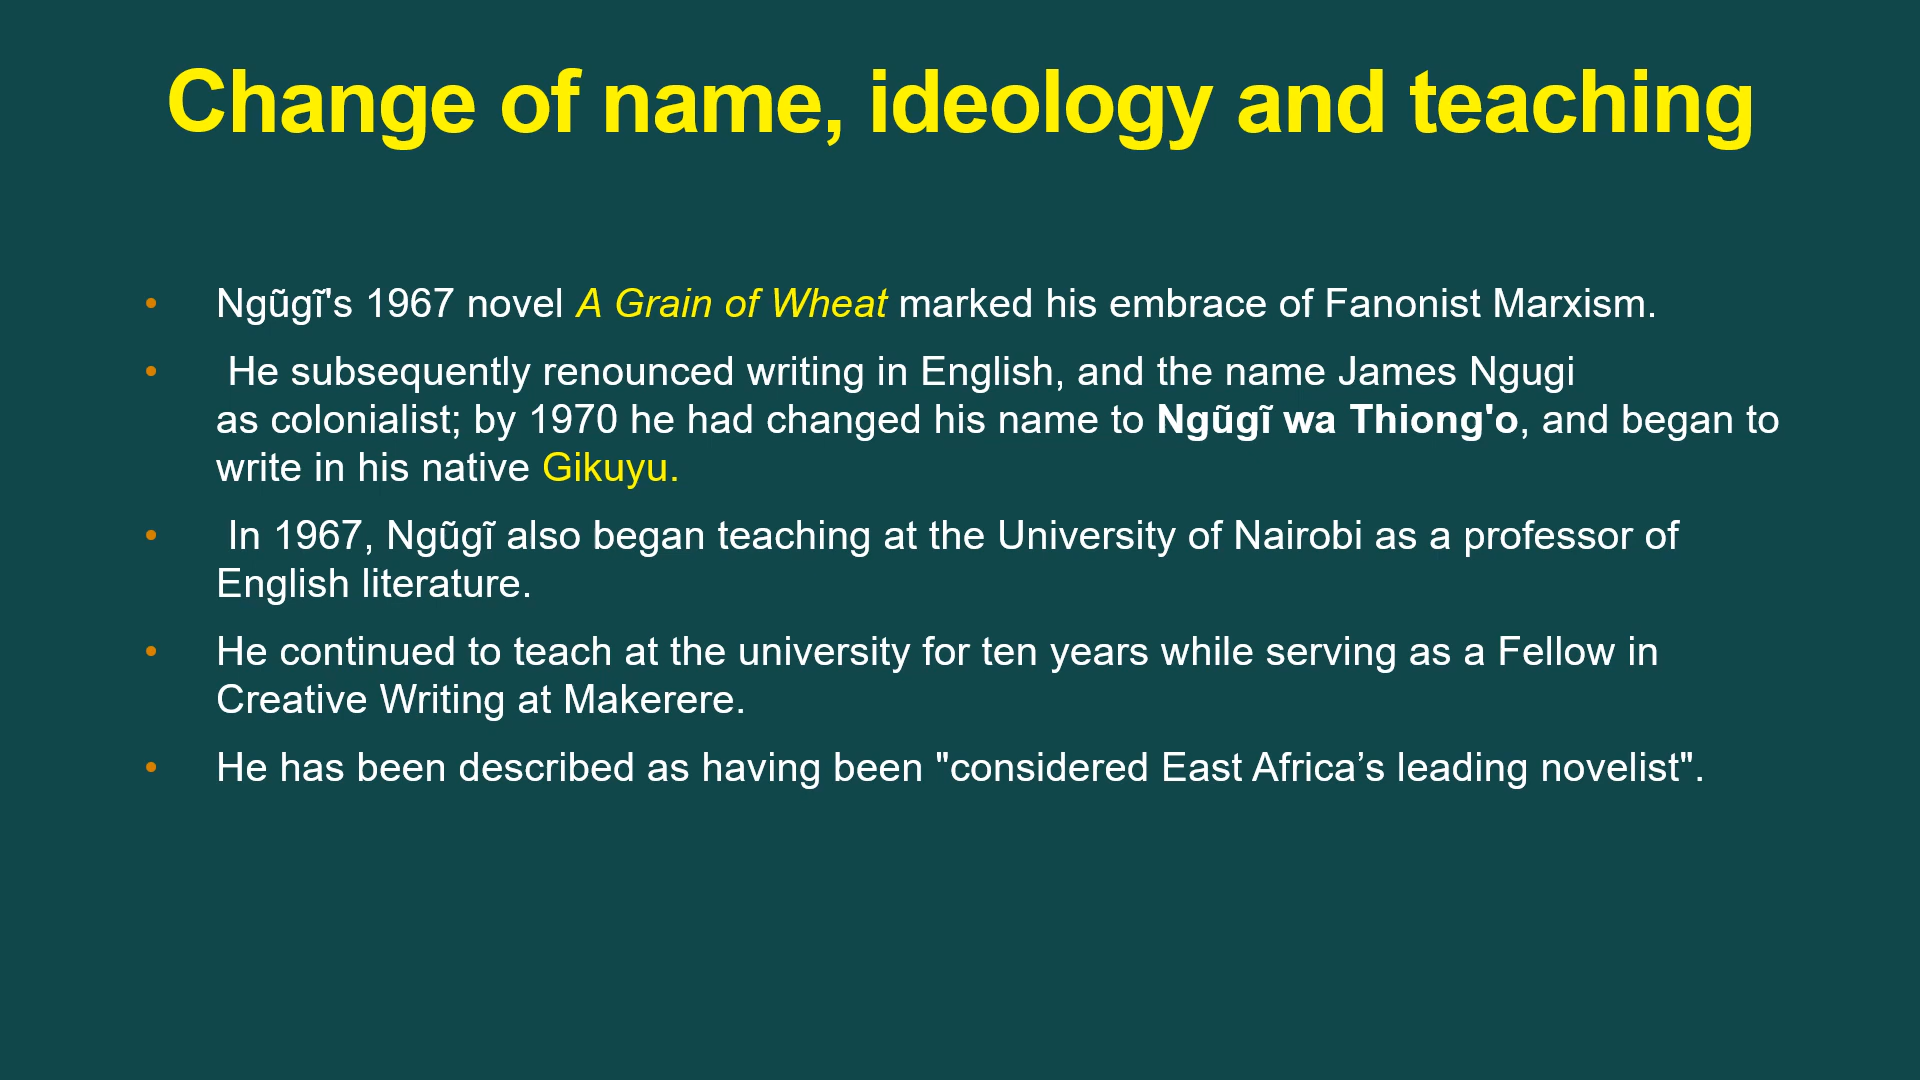 Change of name, ideology and teaching
• Ngũgĩ's 1967 novel A Grain of Wheat marked his embrace of Fanonist Marxism.
• He subsequently renounced writing in English, and the name James Ngugi
as colonialist; by 1970 he had changed his name to Ngũgĩ wa Thiong'o, and began to
write in his native Gikuyu.
• In 1967, Ngũgĩ also began teaching at the University of Nairobi as a professor of
English literature.
• He continued to teach at the university for ten years while serving as a Fellow in
Creative Writing at Makerere.
• He has been described as having been "considered East Africa’s leading novelist".